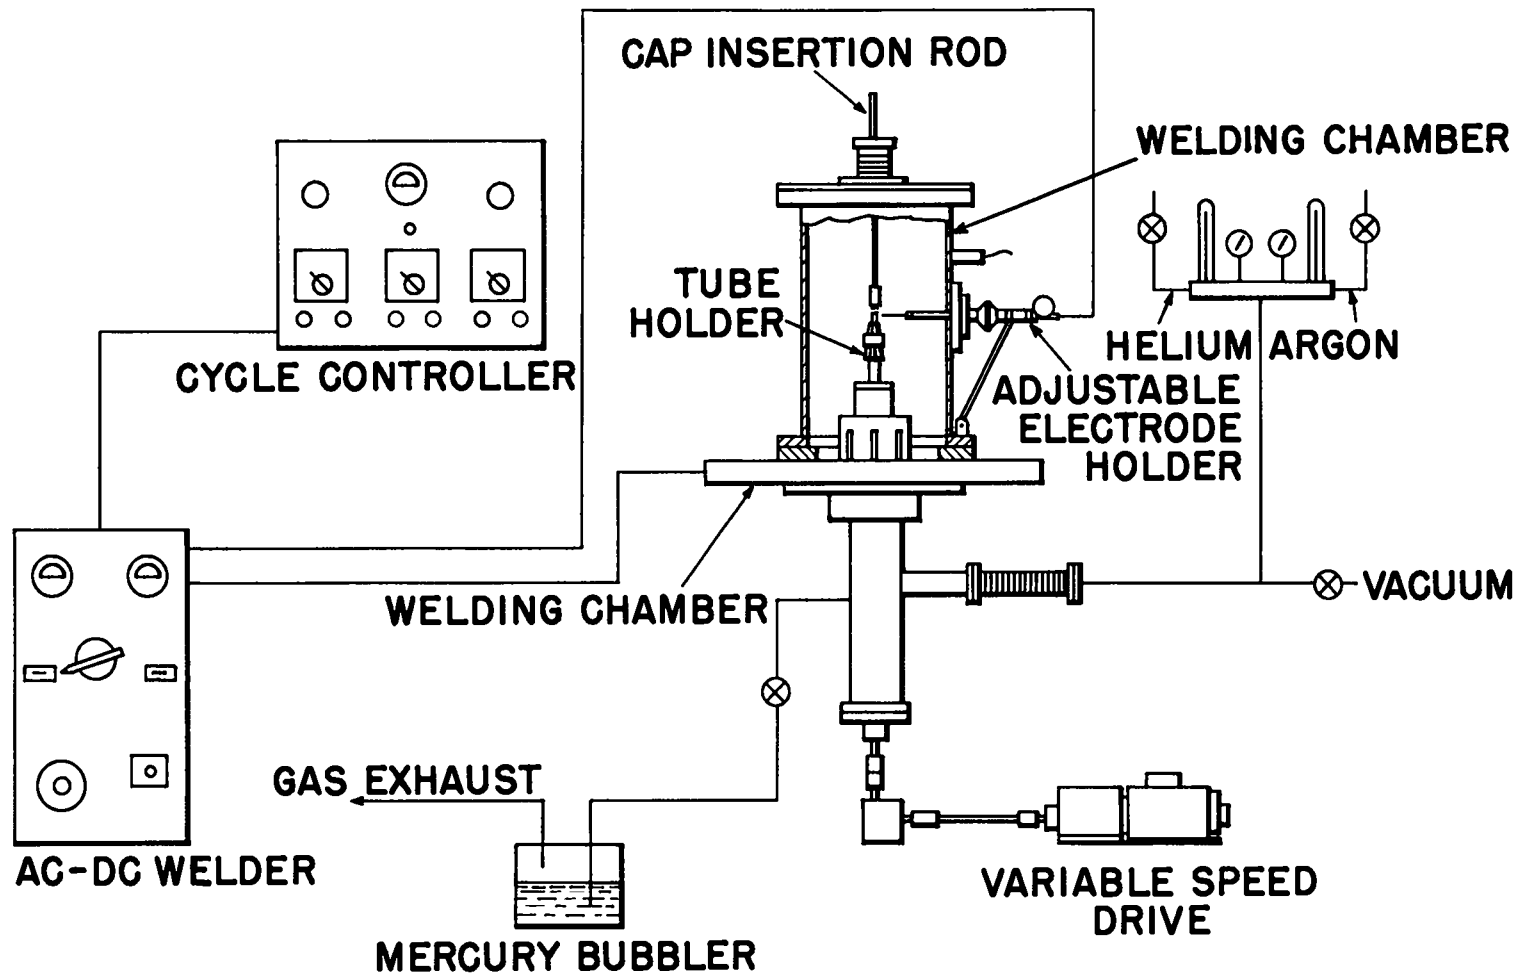 CAP INSERTION ROD
WELDING CHAMBER
TUBE
HOLDER
CYCLE CONTROLLER
HELIUM
ARGON
ADJUSTABLE
ELECTRODE
HOLDER
WELDING CHAMBER
VACUUM
GAS EXHAUST
AC-DC WELDER
VARIABLE SPEED
DRIVE
MERCURY BUBBLER